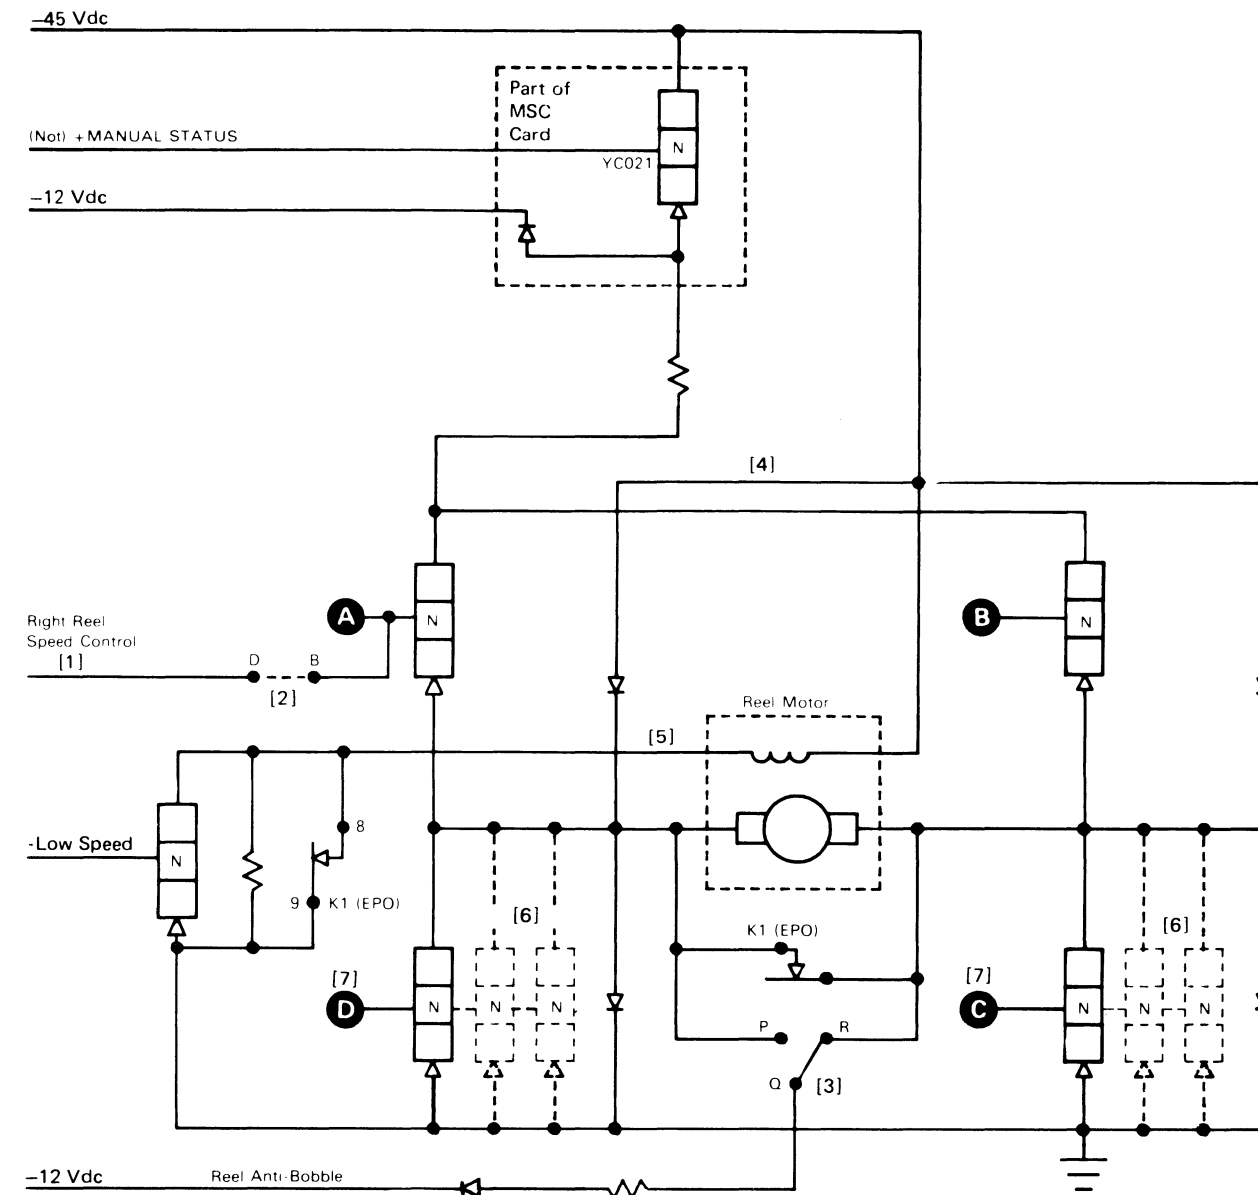 –45 Vdc
Part of
MSC
Card
(Not) +MANUAL STATUS
N
YC021
–12 Vdc
[4]
A
N
B
N
Right Reel
Speed Control
[1]
D
B
[2]
Reel Motor
[5]
8
-Low Speed
N
9
K1 (EPO)
[6]
K1 (EPO)
[6]
[7]
D
N
N
N
[7]
C
N
N
N
P
R
Q
[3]
–12 Vdc
Reel Anti-Bobble